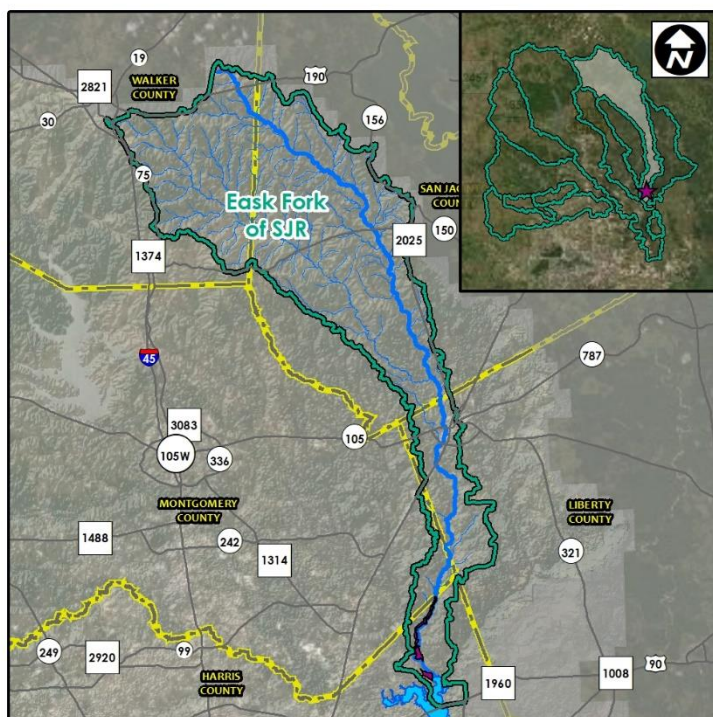 19
WALKER
COUNTY
2821
190
30
156
75
Eask Fork
of SJR
SAN JAC
COUN
150
2025
1374
N
45
787
3083
105
105W
336
MONTGOMERY
COUNTY
LIBERTY
COUNTY
1488
242
1314
321
249
2920
99
HARRIS
COUNTY
1960
1008
90